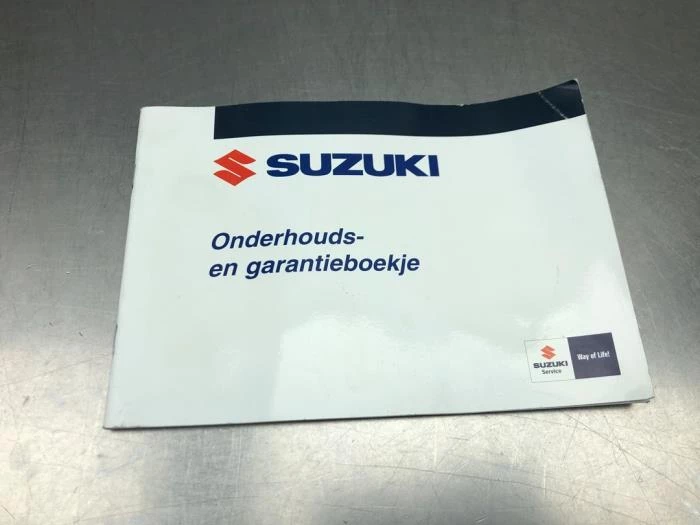 SUZUKI
Onderhouds-
en garantieboekje
SUZUKI
Service
Way of Life!